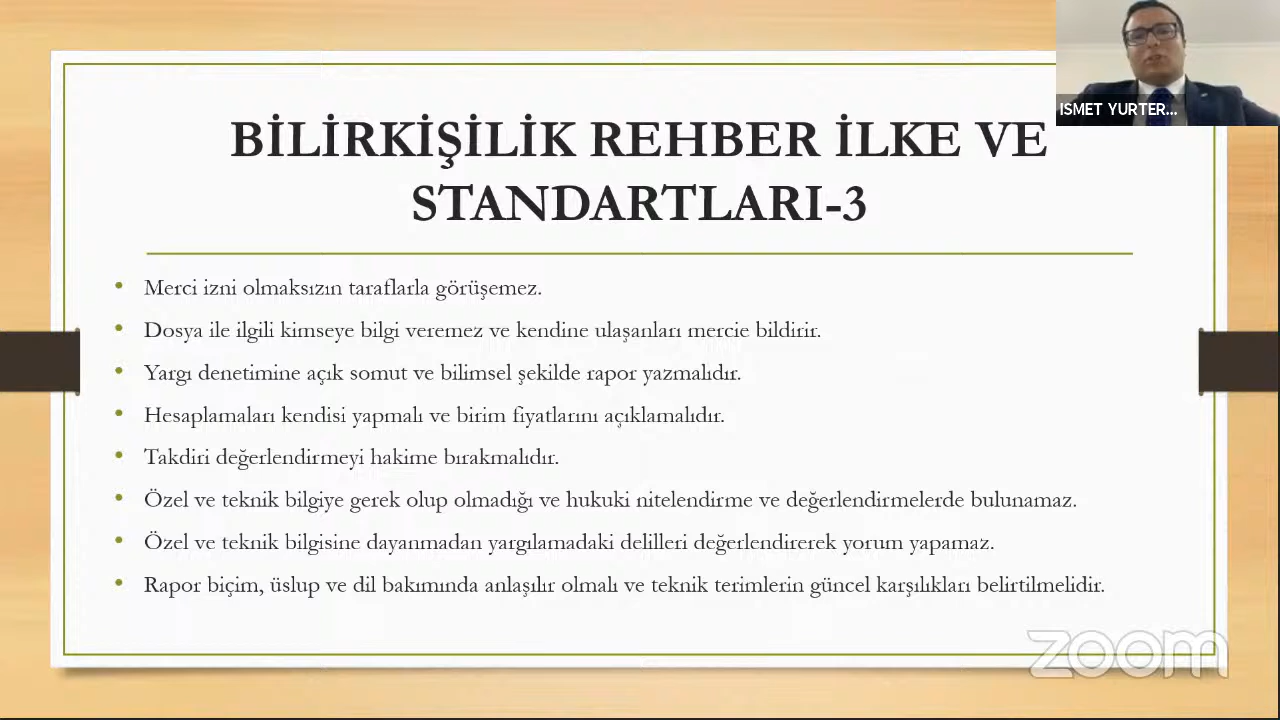 ISMET YURTER...
BİLİRKİŞİLİK REHBER İLKE VE
STANDARTLARI-3
• Merci izni olmaksızın taraflarla görüşemez.
• Dosya ile ilgili kimseye bilgi veremez ve kendine ulaşanları mercie bildirir.
• Yargı denetimine açık somut ve bilimsel şekilde rapor yazmalıdır.
• Hesaplamaları kendisi yapmalı ve birim fiyatlarını açıklamalıdır.
• Takdiri değerlendirmeyi hakime bırakmalıdır.
• Özel ve teknik bilgiye gerek olup olmadığı ve hukuki nitelendirme ve değerlendirmelerde bulunamaz.
• Özel ve teknik bilgisine dayanmadan yargılamadaki delilleri değerlendirerek yorum yapamaz.
• Rapor biçim, üslup ve dil bakımında anlaşılır olmalı ve teknik terimlerin güncel karşılıkları belirtilmelidir.
zoom